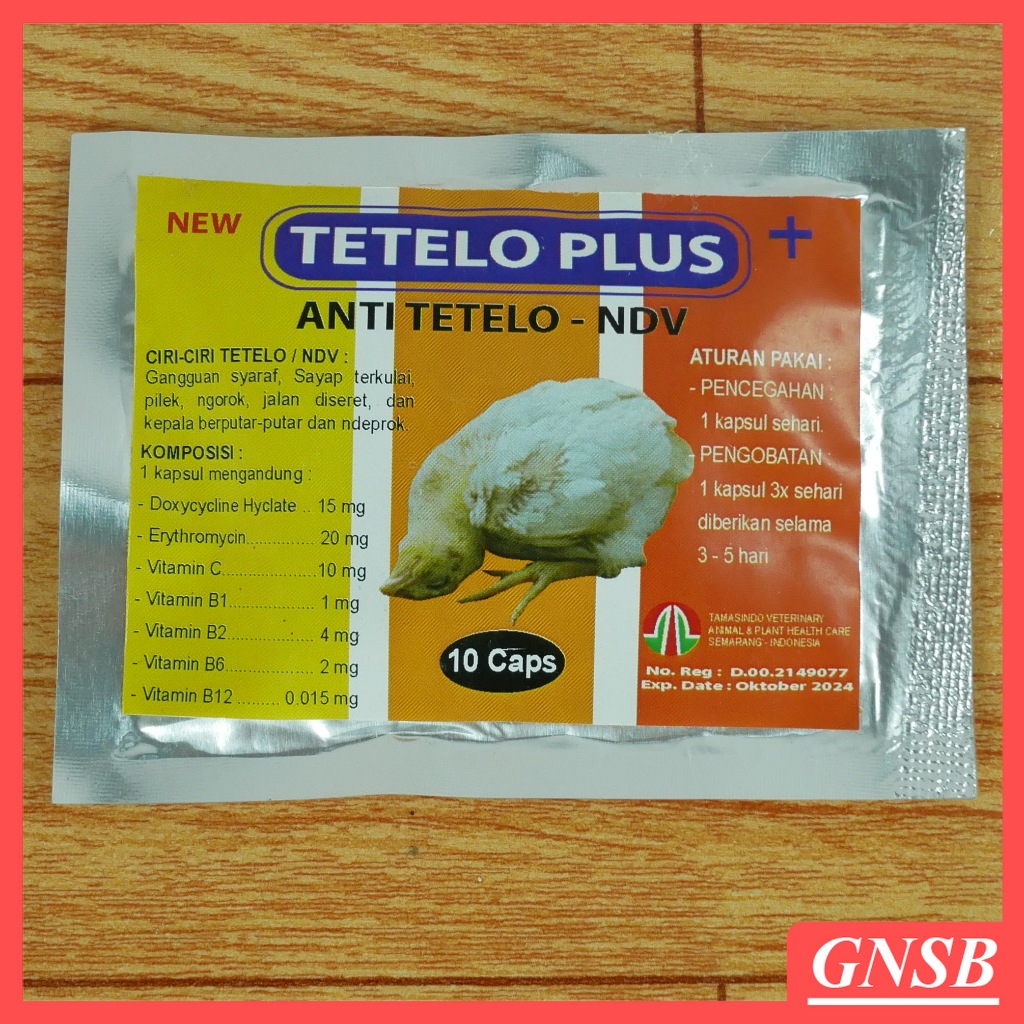 NEW
TETELO PLUS +
ANTI TETELO - NDV
CIRI-CIRI TETELO / NDV :
Gangguan syaraf, Sayap terkulai,
pilek, ngorok, jalan diseret, dan
kepala berputar-putar dan ndeprok.
KOMPOSISI :
1 kapsul mengandung :
- Doxycycline Hyclate .. 15 mg
- Erythromycin............... 20 mg
- Vitamin C..................... 10 mg
- Vitamin B1................... 1 mg
- Vitamin B2................... 4 mg
- Vitamin B6................... 2 mg
- Vitamin B12 ......... 0.015 mg
10 Caps
ATURAN PAKAI :
- PENCEGAHAN :
1 kapsul sehari.
- PENGOBATAN :
1 kapsul 3x sehari
diberikan selama
3 - 5 hari
TAMASINDO VETERINARY
ANIMAL & PLANT HEALTH CARE
SEMARANG - INDONESIA
No. Reg : D.00.2149077
Exp. Date : Oktober 2024
GNSB